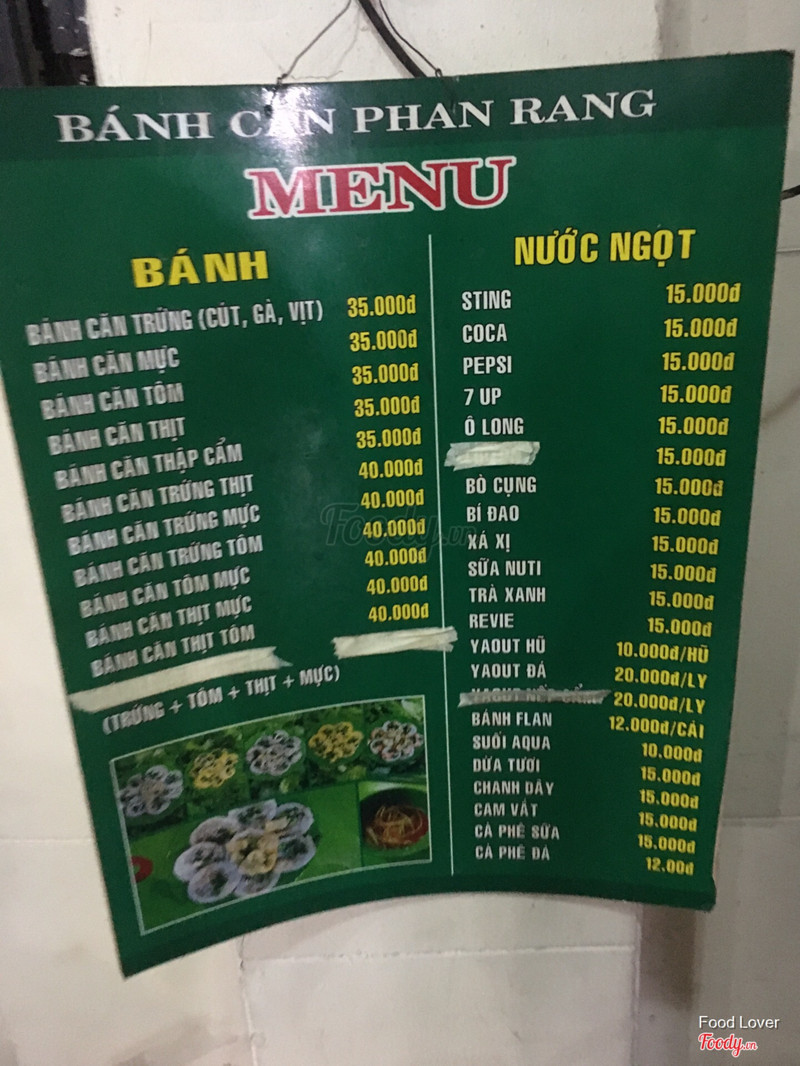 BÁNH CĂN PHAN RANG
MENU
BÁNH
BÁNH CĂN TRỨNG (CÚT, GÀ, VỊT) 35.000đ
BÁNH CĂN MỰC 35.000đ
BÁNH CĂN TÔM 35.000đ
BÁNH CĂN THỊT 35.000đ
BÁNH CĂN THẬP CẨM 35.000đ
BÁNH CĂN TRỨNG THỊT 40.000đ
BÁNH CĂN TRỨNG MỰC 40.000đ
BÁNH CĂN TRỨNG TÔM 40.000đ
BÁNH CĂN TÔM MỰC 40.000đ
BÁNH CĂN THỊT MỰC 40.000đ
BÁNH CĂN THỊT TÔM 40.000đ
(TRỨNG + TÔM + THỊT + MỰC)
NƯỚC NGỌT
STING 15.000đ
COCA 15.000đ
PEPSI 15.000đ
7 UP 15.000đ
Ô LONG 15.000đ
15.000đ
BÒ CỤNG 15.000đ
BÍ ĐAO 15.000đ
XÁ XỊ 15.000đ
SỮA NUTI 15.000đ
TRÀ XANH 15.000đ
REVIE 15.000đ
YAOUT HŨ 10.000đ/HŨ
YAOUT ĐÁ 20.000đ/LY
20.000đ/LY
BÁNH FLAN 12.000đ/CÁI
SUỐI AQUA 10.000đ
DỪA TƯƠI 15.000đ
CHANH DÂY 15.000đ
CAM VẮT 15.000đ
CÀ PHÊ SỮA 15.000đ
CÀ PHÊ ĐÁ 12.00đ
Foody.vn
Food Lover
Foody.vn